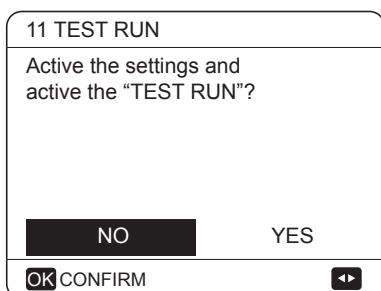 11 TEST RUN
Active the settings and
active the “TEST RUN”?
NO YES
OK CONFIRM